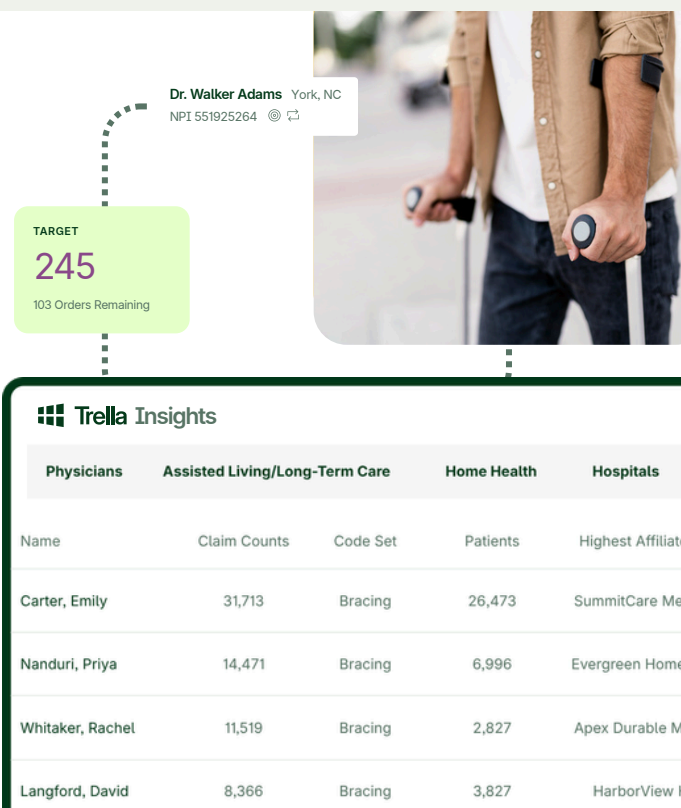 Dr. Walker Adams York, NC
NPI 551925264
TARGET
245
103 Orders Remaining
Trella Insights
Physicians Assisted Living/Long-Term Care Home Health Hospitals
Name Claim Counts Code Set Patients Highest
Carter, Emily 31,713 Bracing 26,473 SummitCare
Nanduri, Priya 14,471 Bracing 6,996 Evergreen
Whitaker, Rachel 11,519 Bracing 2,827 Apex Durable
Langford, David 8,366 Bracing 3,827 HarborView